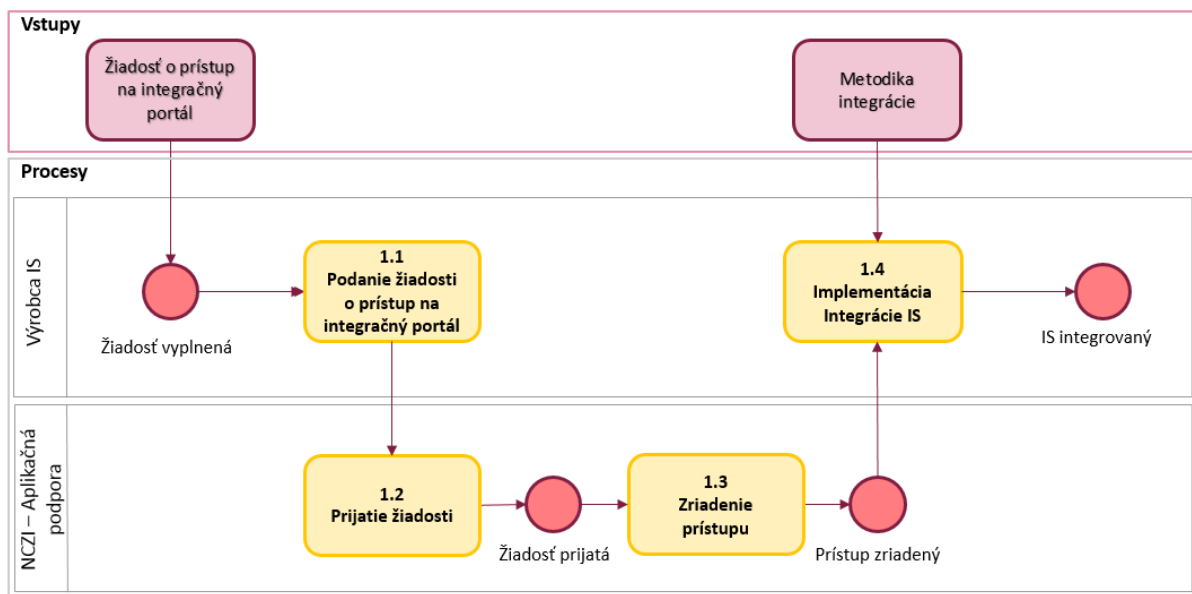 Vstupy
Žiadosť o prístup
na integračný
portál
Metodika
integrácie
Procesy
Výrobca IS
1.1
Podanie žiadosti
o prístup na
integračný portál
1.4
Implementácia
Integrácie IS
Žiadosť vyplnená
IS integrovaný
NCZI – Aplikačná
podpora
1.2
Prijatie žiadosti
1.3
Zriadenie
prístupu
Žiadosť prijatá
Prístup zriadený